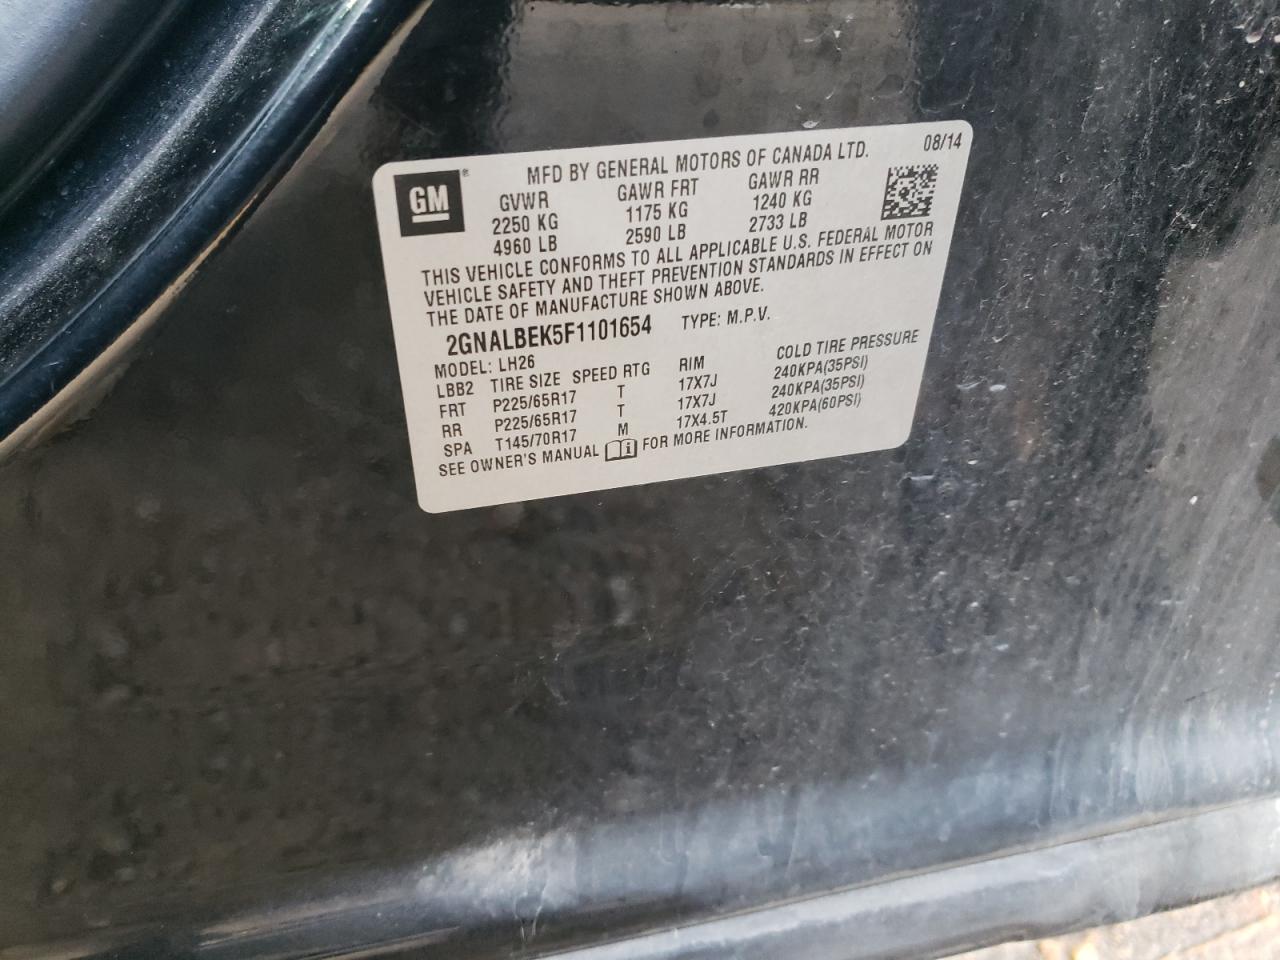 08/14
GM ® MFD BY GENERAL MOTORS OF CANADA LTD.
GVWR GAWR FRT GAWR RR
2250 KG 1175 KG 1240 KG
4960 LB 2590 LB 2733 LB
THIS VEHICLE CONFORMS TO ALL APPLICABLE U.S. FEDERAL MOTOR
VEHICLE SAFETY AND THEFT PREVENTION STANDARDS IN EFFECT ON
THE DATE OF MANUFACTURE SHOWN ABOVE.
2GNALBEK5F1101654 TYPE: M.P.V.
MODEL: LH26
LBB2 TIRE SIZE SPEED RTG RIM COLD TIRE PRESSURE
FRT P225/65R17 T 17X7J 240KPA(35PSI)
RR P225/65R17 T 17X7J 240KPA(35PSI)
SPA T145/70R17 M 17X4.5T 420KPA(60PSI)
SEE OWNER'S MANUAL FOR MORE INFORMATION.